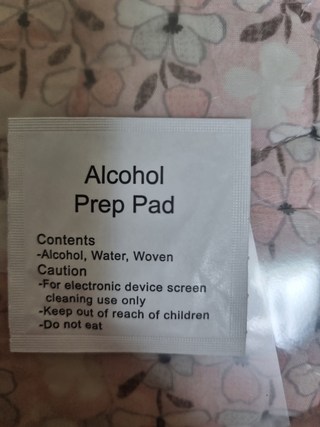 Alcohol
Prep Pad
Contents
-Alcohol, Water, Woven
Caution
-For electronic device screen
cleaning use only
-Keep out of reach of children
-Do not eat